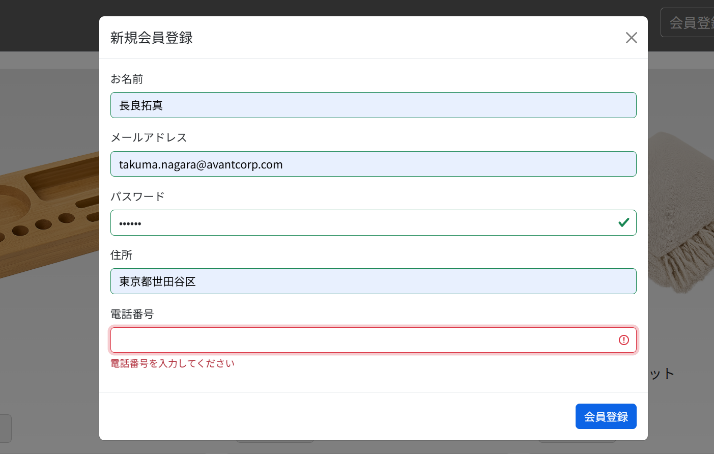 会員登録
新規会員登録
お名前
長良拓真
メールアドレス
takuma.nagara@avantcorp.com
パスワード
••••••
住所
東京都世田谷区
電話番号
電話番号を入力してください
ット
会員登録